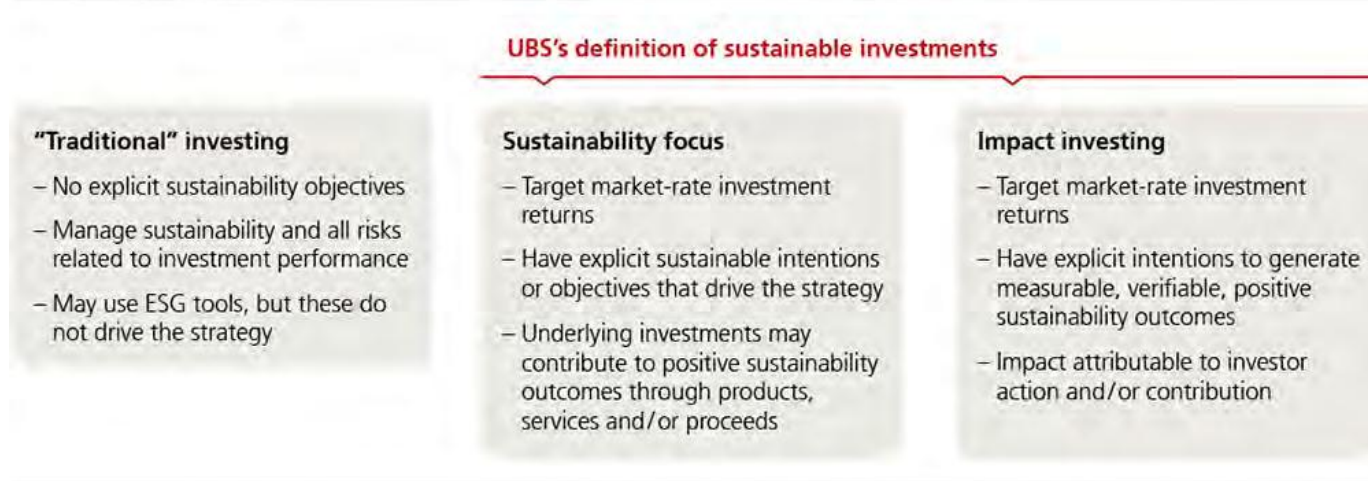 UBS's definition of sustainable investments
"Traditional" investing
– No explicit sustainability objectives
– Manage sustainability and all risks
related to investment performance
– May use ESG tools, but these do
not drive the strategy
Sustainability focus
– Target market-rate investment
returns
– Have explicit sustainable intentions
or objectives that drive the strategy
– Underlying investments may
contribute to positive sustainability
outcomes through products,
services and/or proceeds
Impact investing
– Target market-rate investment
returns
– Have explicit intentions to generate
measurable, verifiable, positive
sustainability outcomes
– Impact attributable to investor
action and/or contribution